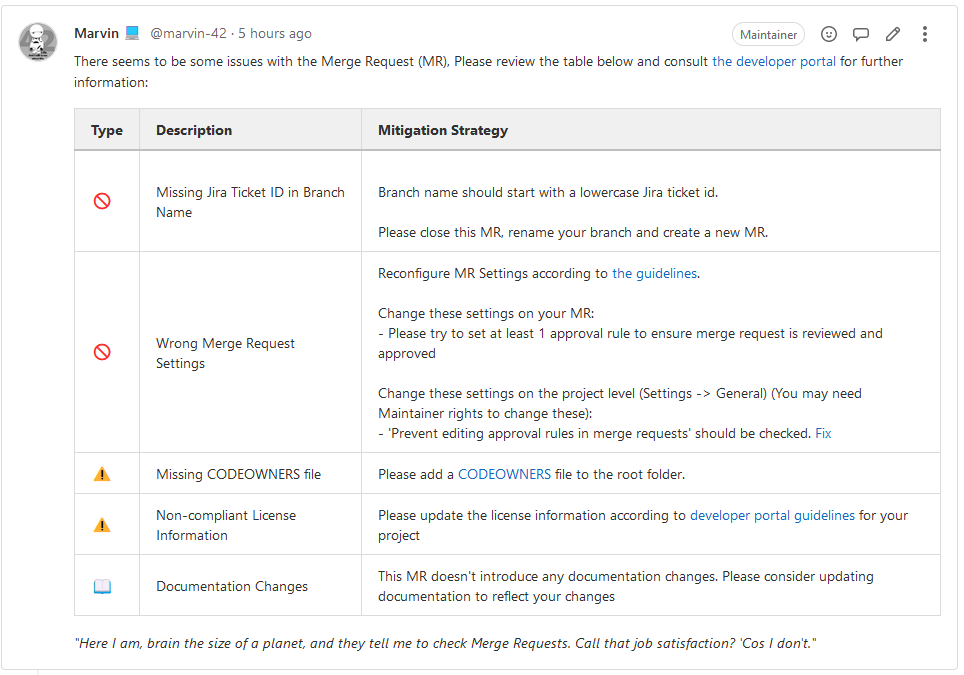 Marvin @marvin-42 · 5 hours ago
Maintainer
There seems to be some issues with the Merge Request (MR), Please review the table below and consult the developer portal for further
information:
Type Description Mitigation Strategy
Missing Jira Ticket ID in Branch
Name
Branch name should start with a lowercase Jira ticket id.
Please close this MR, rename your branch and create a new MR.
Wrong Merge Request
Settings
Reconfigure MR Settings according to the guidelines.
Change these settings on your MR:
- Please try to set at least 1 approval rule to ensure merge request is reviewed and
approved
Change these settings on the project level (Settings -> General) (You may need
Maintainer rights to change these):
- 'Prevent editing approval rules in merge requests' should be checked. Fix
Missing CODEOWNERS file
Please add a CODEOWNERS file to the root folder.
Non-compliant License
Information
Please update the license information according to developer portal guidelines for your
project
Documentation Changes
This MR doesn't introduce any documentation changes. Please consider updating
documentation to reflect your changes
"Here I am, brain the size of a planet, and they tell me to check Merge Requests. Call that job satisfaction? 'Cos I don't."